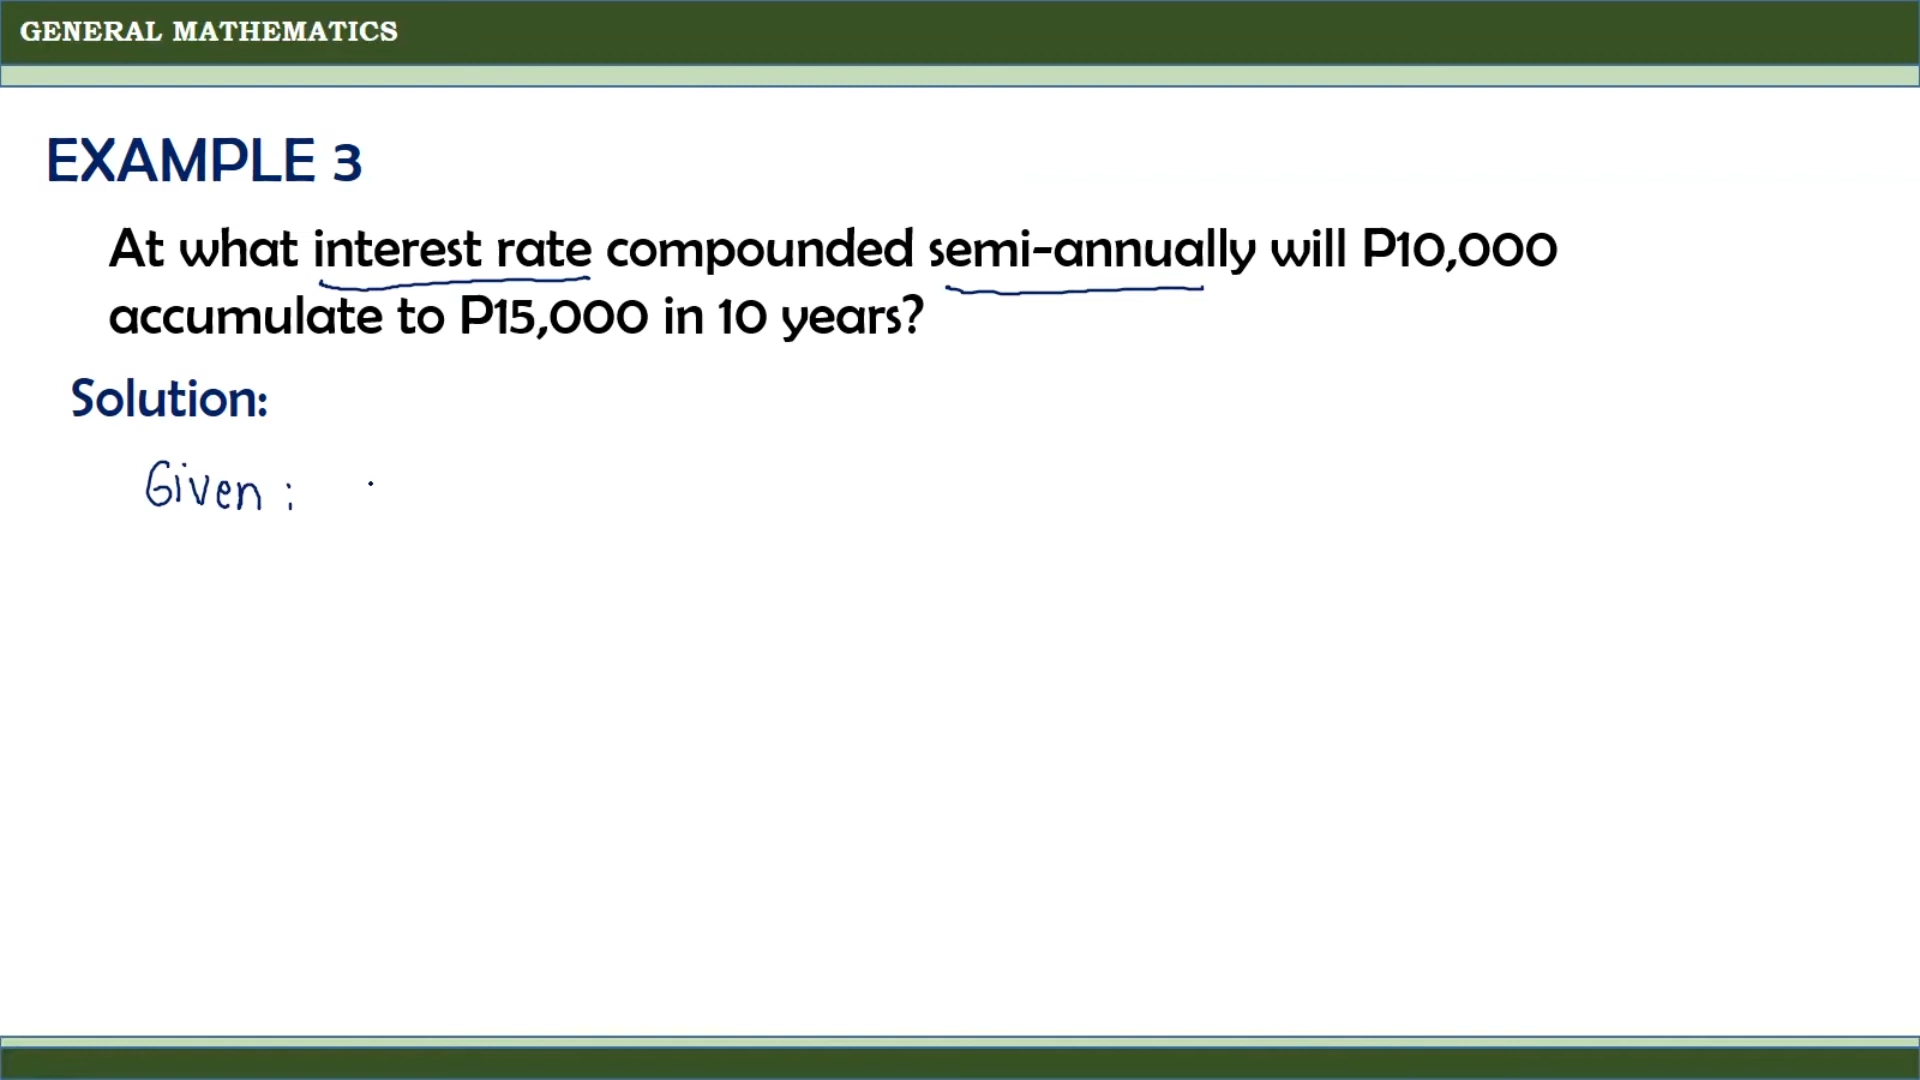 GENERAL MATHEMATICS
EXAMPLE 3
At what interest rate compounded semi-annually will P10,000
accumulate to P15,000 in 10 years?
Solution:
Given :